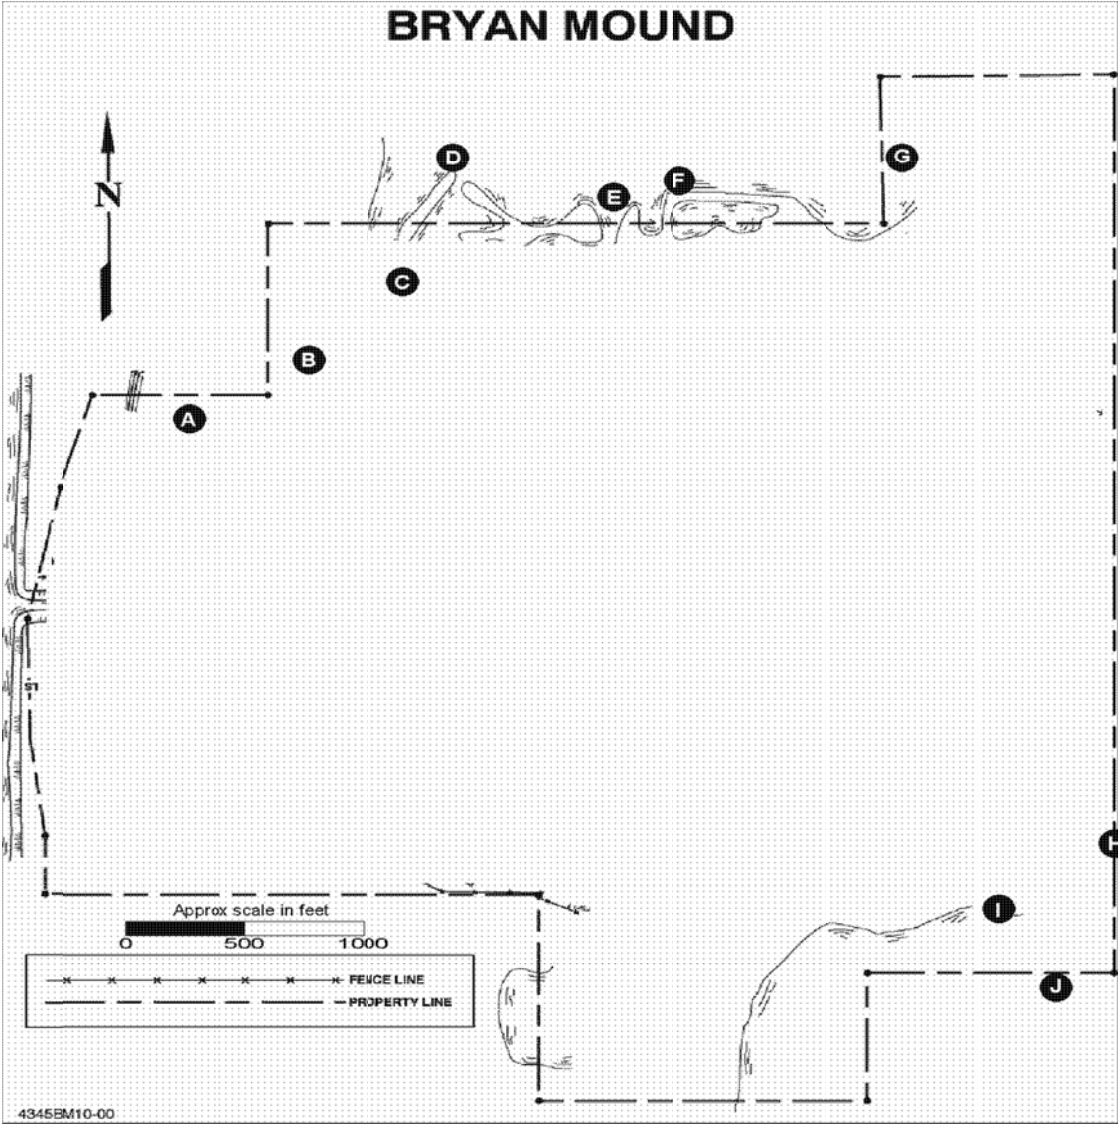 BRYAN MOUND
G
D
F
E
N
C
B
A
H
I
Approx scale in feet
0 500 1000
FENCE LINE
J
PROPERTY LINE
4345BM10-00